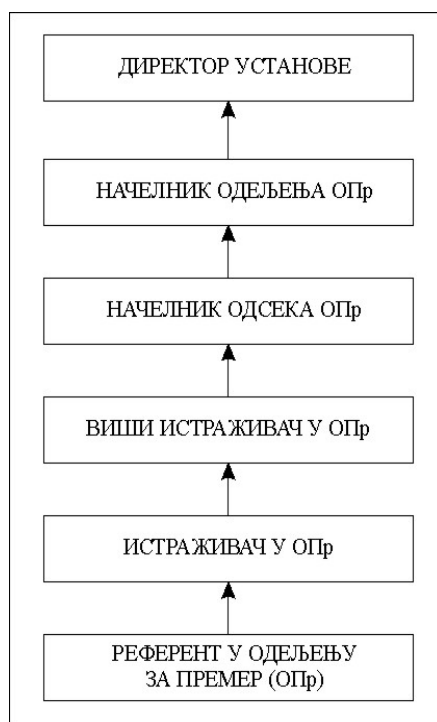 ДИРЕКТОР УСТАНОВЕ
НАЧЕЛНИК ОДЕЉЕЊА ОПр
НАЧЕЛНИК ОДСЕКА ОПр
ВИШИ ИСТРАЖИВАЧ У ОПр
ИСТРАЖИВАЧ У ОПр
РЕФЕРЕНТ У ОДЕЉЕЊУ
ЗА ПРЕМЕР (ОПр)